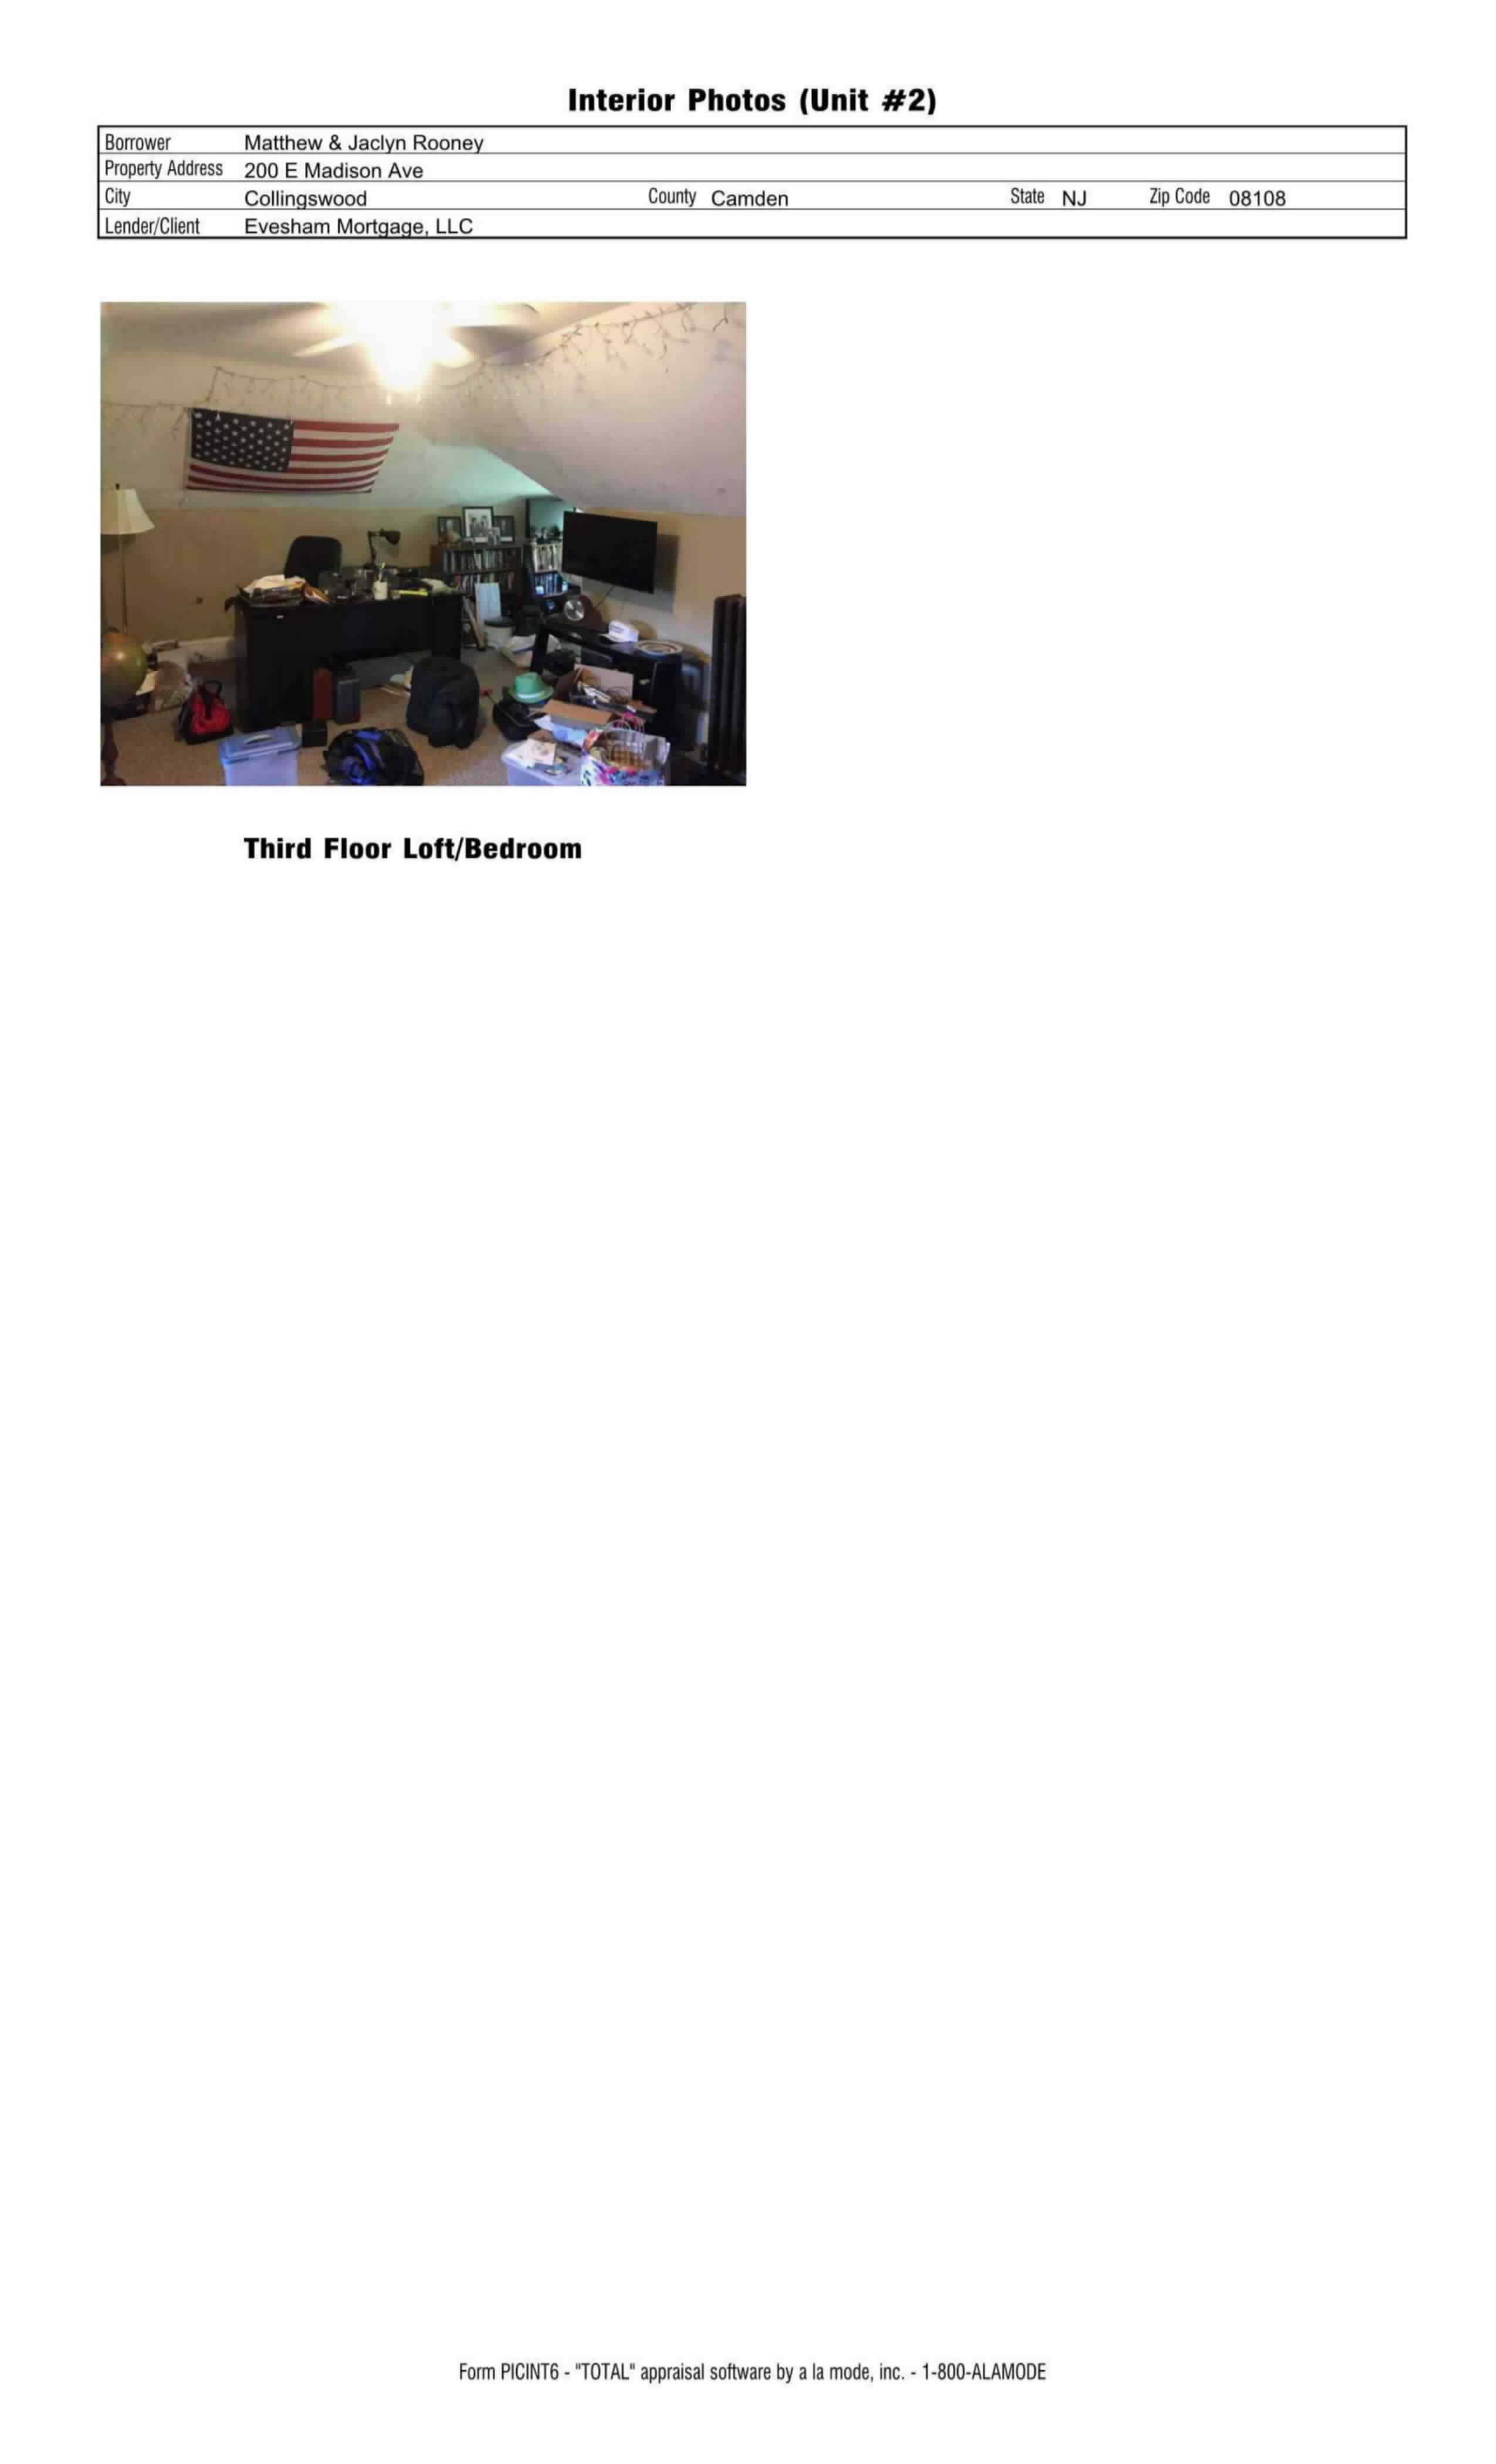 Interior Photos (Unit #2)
Borrower Matthew & Jaclyn Rooney
Property Address 200 E Madison Ave
City Collingswood County Camden State NJ Zip Code 08108
Lender/Client Evesham Mortgage, LLC
Third Floor Loft/Bedroom
Form PICINT6 - "TOTAL" appraisal software by a la mode, inc. - 1-800-ALAMODE